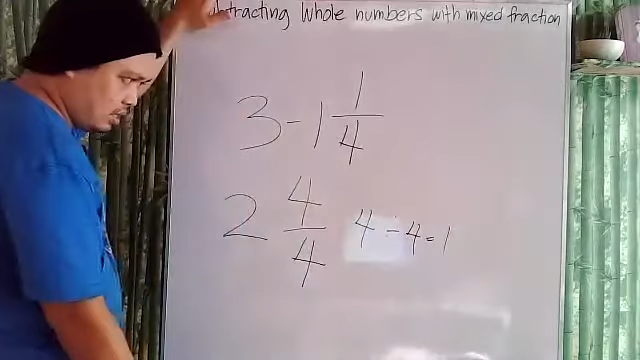 btracting Whole numbers with mixed fraction
3 - 1 1/4
2 4/4 4 ÷ 4 = 1